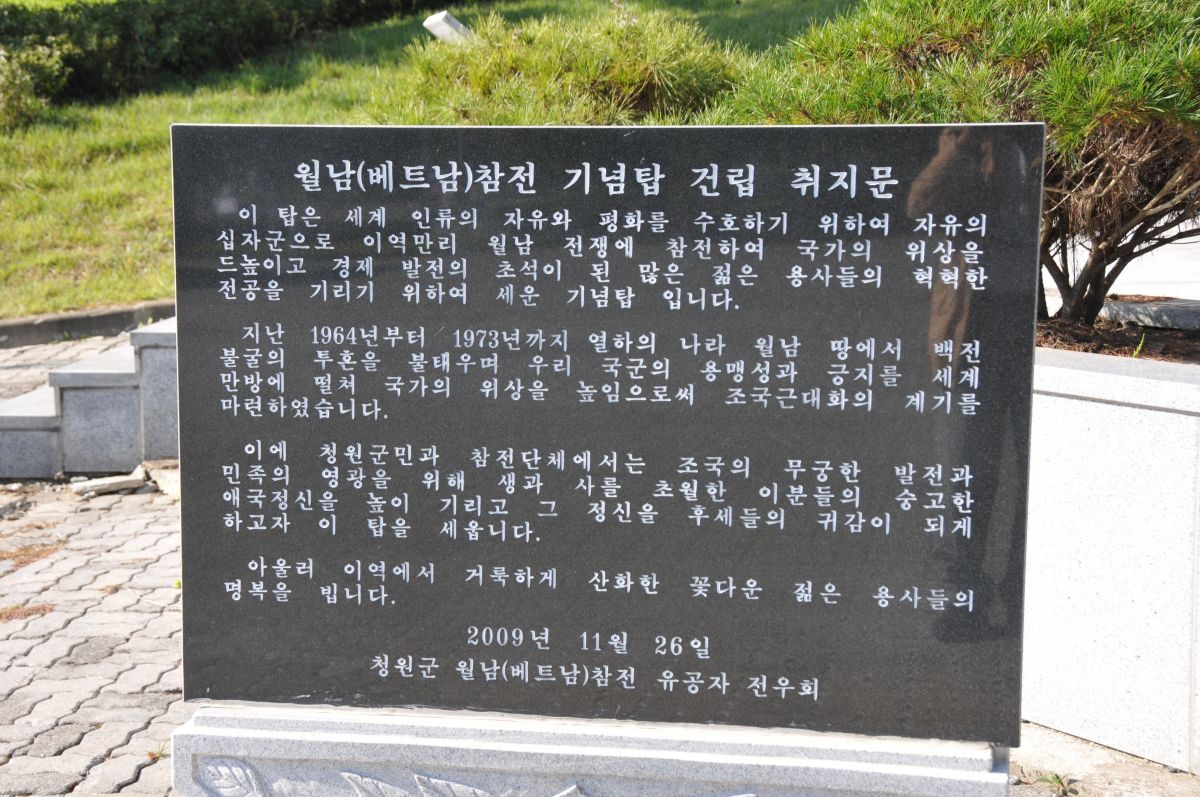 월남(베트남)참전 기념탑 건립 취지문
이 탑은 세계 인류의 자유와 평화를 수호하기 위하여 자유의
십자군으로 이역만리 월남 전쟁에 참전하여 국가의 위상을
드높이고 경제 발전의 초석이 된 많은 젊은 용사들의 혁혁한
전공을 기리기 위하여 세운 기념탑 입니다.
지난 1964년부터 1973년까지 열하의 나라 월남 땅에서 백전
불굴의 투혼을 불태우며 우리 국군의 용맹성과 긍지를 세계
만방에 떨쳐 국가의 위상을 높임으로써 조국근대화의 계기를
마련하였습니다.
이에 청원군민과 참전단체에서는 조국의 무궁한 발전과
민족의 영광을 위해 생과 사를 초월한 이분들의 숭고한
애국정신을 높이 기리고 그 정신을 후세들의 귀감이 되게
하고자 이 탑을 세웁니다.
아울러 이역에서 거룩하게 산화한 꽃다운 젊은 용사들의
명복을 빕니다.
2009년 11월 26일
청원군 월남(베트남)참전 유공자 전우회